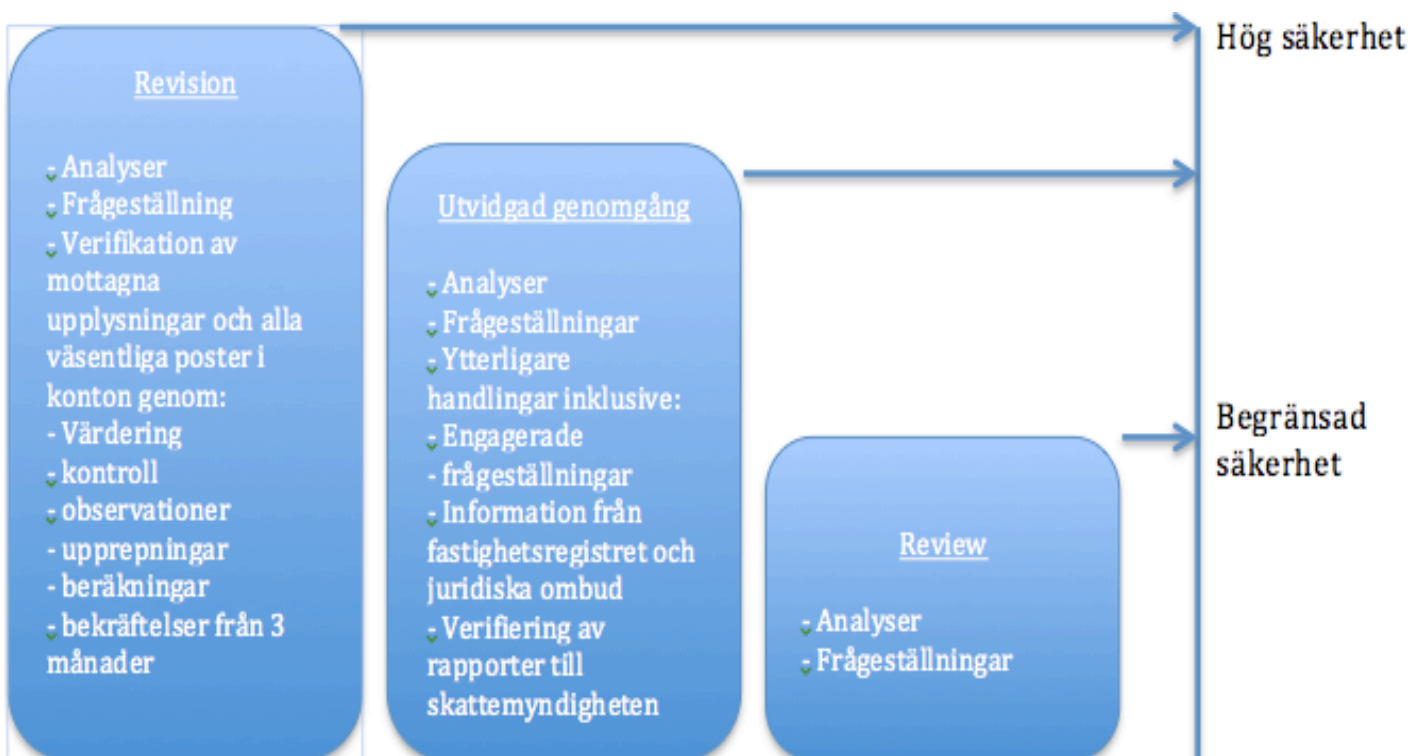 Revision
- Analyser
- Frågeställning
- Verifikation av
mottagna
upplysningar och alla
väsentliga poster i
konton genom:
- Värdering
- kontroll
- observationer
- upprepningar
- beräkningar
- bekräftelser från 3
månader
Utvidgad genomgång
- Analyser
- Frågeställningar
- Ytterligare
handlingar inklusive:
- Engagerade
- frågeställningar
- Information från
fastighetsregistret och
juridiska ombud
- Verifiering av
rapporter till
skattemyndigheten
Review
- Analyser
- Frågeställningar
Hög säkerhet
Begränsad
säkerhet